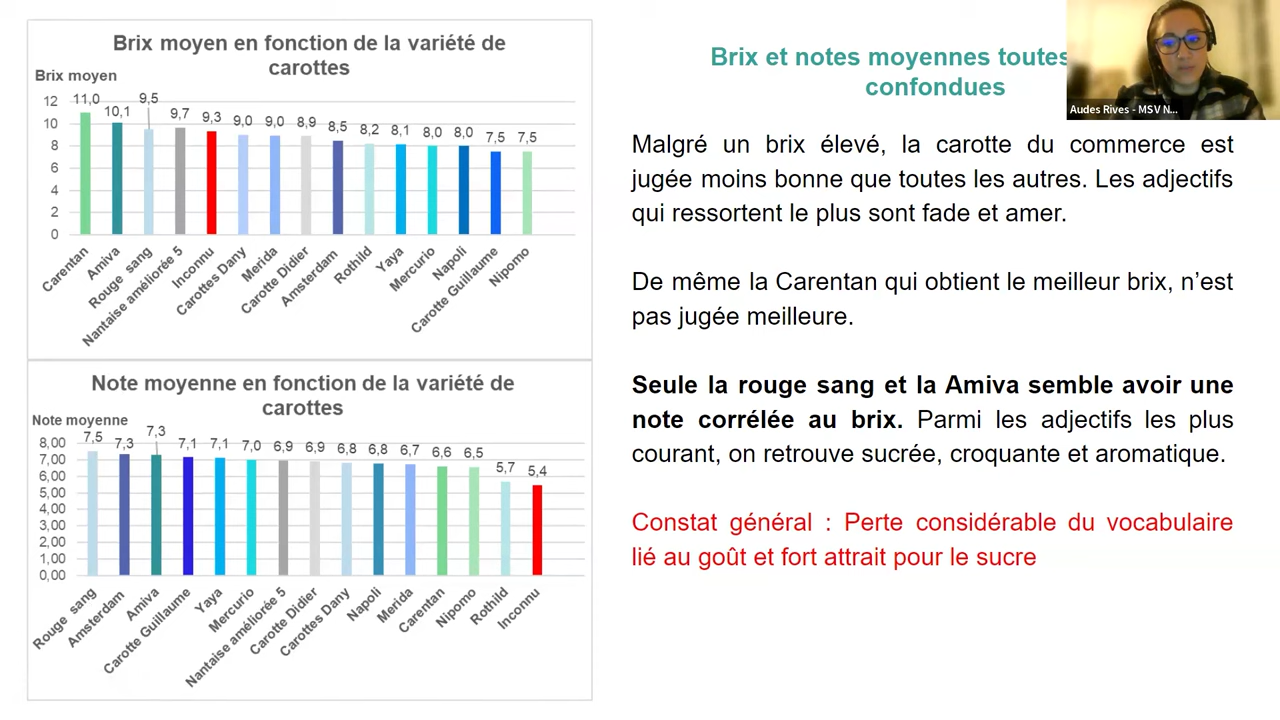 Brix moyen en fonction de la variété de
carottes
Brix moyen
12
10
8
6
4
2
0
11,0
10,1
9,5
9,7
9,3
9,0
9,0
8,9
8,5
8,2
8,1
8,0
8,0
7,5
7,5
Carentan
Amiva
Rouge sang
Nantaise améliorée 5
Inconnu
Carottes Dany
Merida
Carotte Didier
Amsterdam
Rothild
Yaya
Mercurio
Napoli
Carotte Guillaume
Nipomo
Note moyenne en fonction de la variété de
carottes
Note moyenne
8,00
7,00
6,00
5,00
4,00
3,00
2,00
1,00
0,00
7,5
7,3
7,3
7,1
7,1
7,0
6,9
6,9
6,8
6,8
6,7
6,6
6,5
5,7
5,4
Rouge sang
Amsterdam
Amiva
Carotte Guillaume
Yaya
Mercurio
Nantaise améliorée 5
Carotte Didier
Carottes Dany
Napoli
Merida
Carentan
Nipomo
Rothild
Inconnu
Brix et notes moyennes toutes
confondues
Audes Rives - MSV N...
Malgré un brix élevé, la carotte du commerce est
jugée moins bonne que toutes les autres. Les adjectifs
qui ressortent le plus sont fade et amer.
De même la Carentan qui obtient le meilleur brix, n’est
pas jugée meilleure.
Seule la rouge sang et la Amiva semble avoir une
note corrélée au brix. Parmi les adjectifs les plus
courant, on retrouve sucrée, croquante et aromatique.
Constat général : Perte considérable du vocabulaire
lié au goût et fort attrait pour le sucre